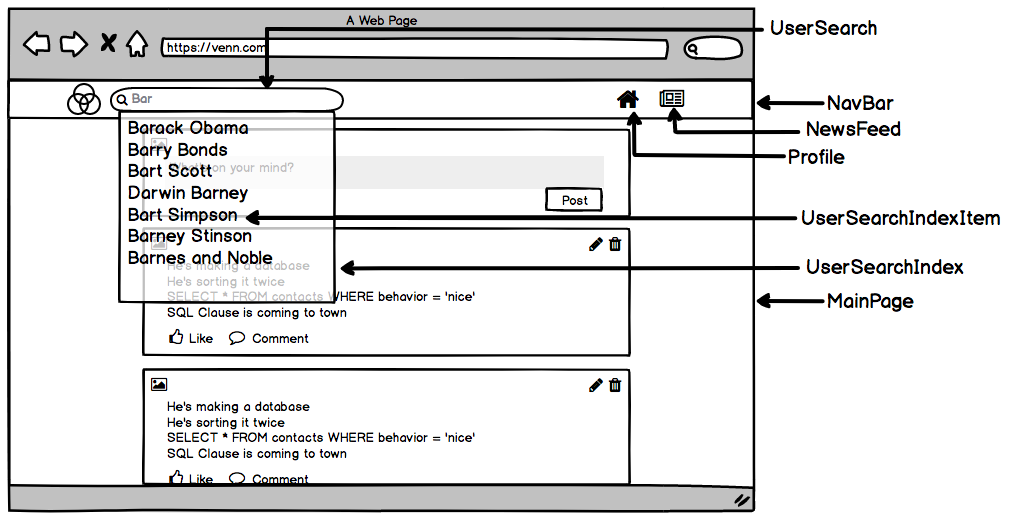 A Web Page
UserSearch
https://venn.com
Bar
NavBar
NewsFeed
Profile
Barack Obama
Barry Bonds
What's on your mind?
Bart Scott
Darwin Barney
Post
Bart Simpson
UserSearchIndexItem
Barney Stinson
Barnes and Noble
UserSearchIndex
MainPage
He's making a database
He's sorting it twice
SELECT * FROM contacts WHERE behavior = 'nice'
SQL Clause is coming to town
Like Comment
He's making a database
He's sorting it twice
SELECT * FROM contacts WHERE behavior = 'nice'
SQL Clause is coming to town
Like Comment